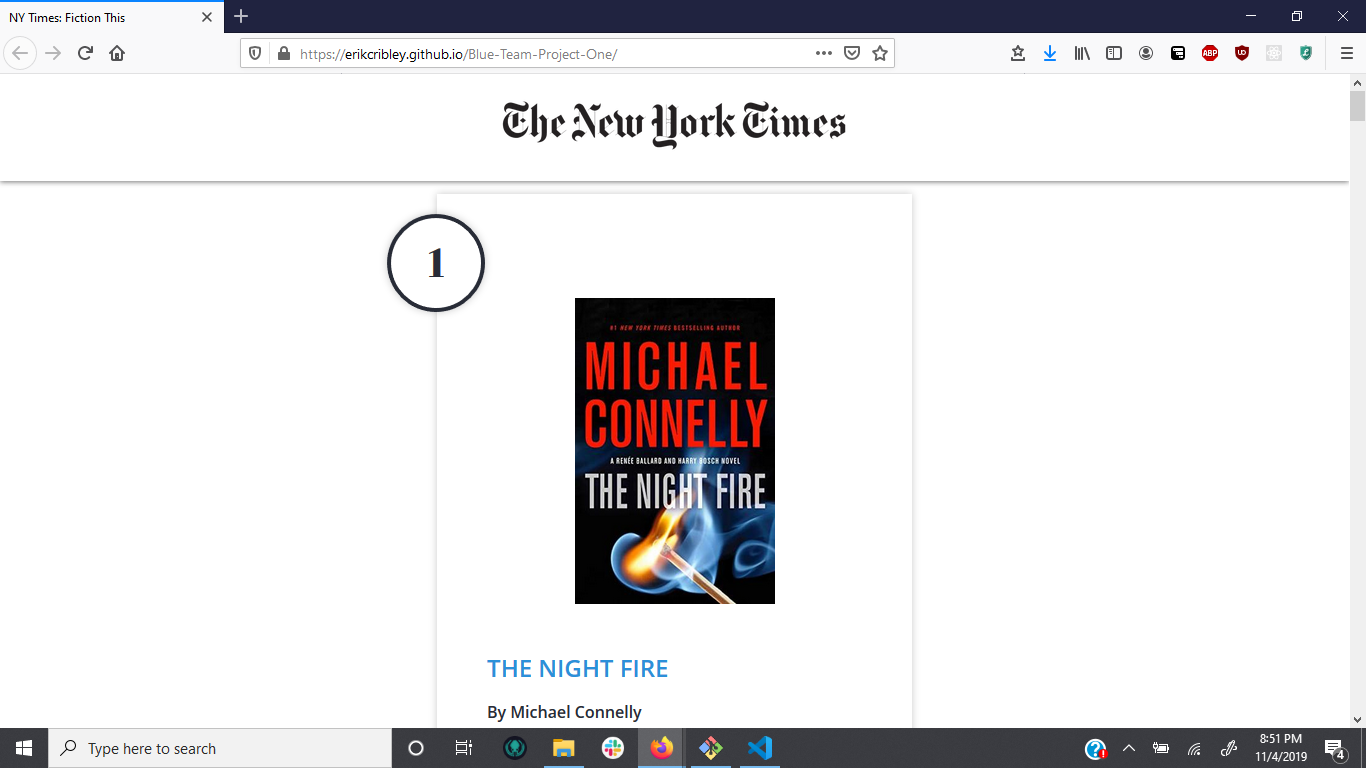 NY Times: Fiction This
https://erikcribley.github.io/Blue-Team-Project-One/
ABP
The New York Times
1
#1 NEW YORK TIMES BESTSELLING AUTHOR
MICHAEL
CONNELLY
A RENÉE BALLARD AND HARRY BOSCH NOVEL
THE NIGHT FIRE
THE NIGHT FIRE
By Michael Connelly
Type here to search
8:51 PM
11/4/2019
4